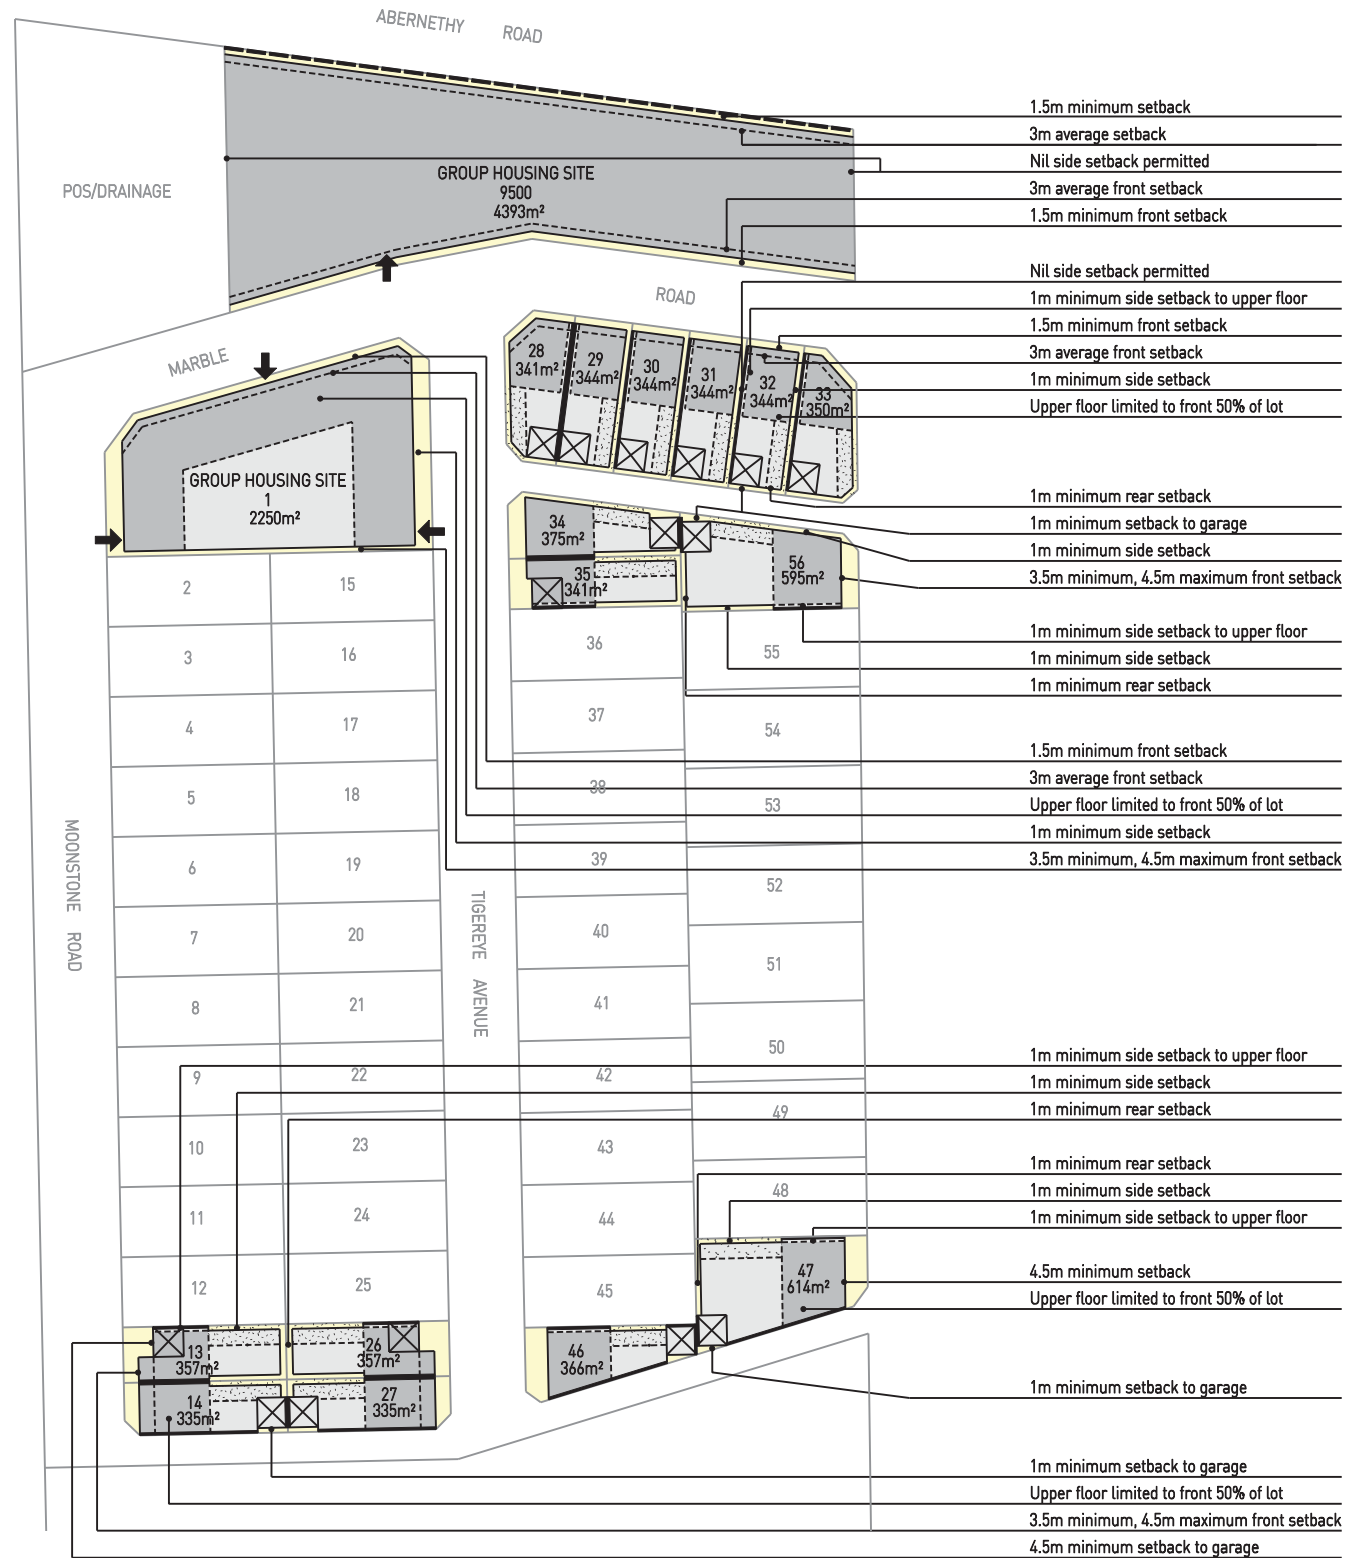 ABERNETHY ROAD
1.5m minimum setback
3m average setback
Nil side setback permitted
3m average front setback
1.5m minimum front setback
POS/DRAINAGE
GROUP HOUSING SITE
9500
4393m²
Nil side setback permitted
1m minimum side setback to upper floor
1.5m minimum front setback
3m average front setback
1m minimum side setback
Upper floor limited to front 50% of lot
MARBLE ROAD
28
341m²
29
344m²
30
344m²
31
344m²
32
344m²
33
350m²
GROUP HOUSING SITE
1
2250m²
1m minimum rear setback
1m minimum setback to garage
1m minimum side setback
3.5m minimum, 4.5m maximum front setback
34
375m²
35
341m²
56
595m²
1m minimum side setback to upper floor
1m minimum side setback
1m minimum rear setback
2
15
3
16
4
17
5
18
6
19
7
20
8
21
9
22
10
23
11
24
12
25
36
55
37
54
38
53
39
52
40
51
41
50
42
49
43
48
44
45
1.5m minimum front setback
3m average front setback
Upper floor limited to front 50% of lot
1m minimum side setback
3.5m minimum, 4.5m maximum front setback
MOONSTONE ROAD
TIGEREYE AVENUE
1m minimum side setback to upper floor
1m minimum side setback
1m minimum rear setback
1m minimum rear setback
1m minimum side setback
1m minimum side setback to upper floor
4.5m minimum setback
Upper floor limited to front 50% of lot
47
614m²
13
357m²
26
357m²
46
366m²
14
335m²
27
335m²
1m minimum setback to garage
1m minimum setback to garage
Upper floor limited to front 50% of lot
3.5m minimum, 4.5m maximum front setback
4.5m minimum setback to garage